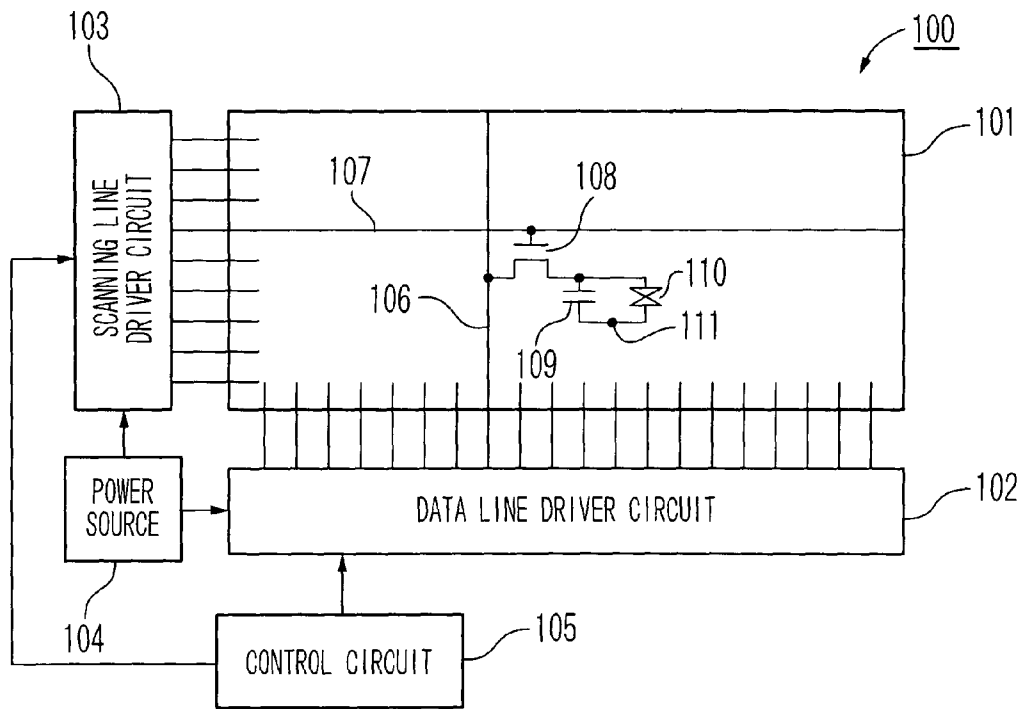 100
103
101
SCANNING LINE
DRIVER CIRCUIT
107
108
106
110
109
111
POWER
SOURCE
DATA LINE DRIVER CIRCUIT
102
104
CONTROL CIRCUIT
105